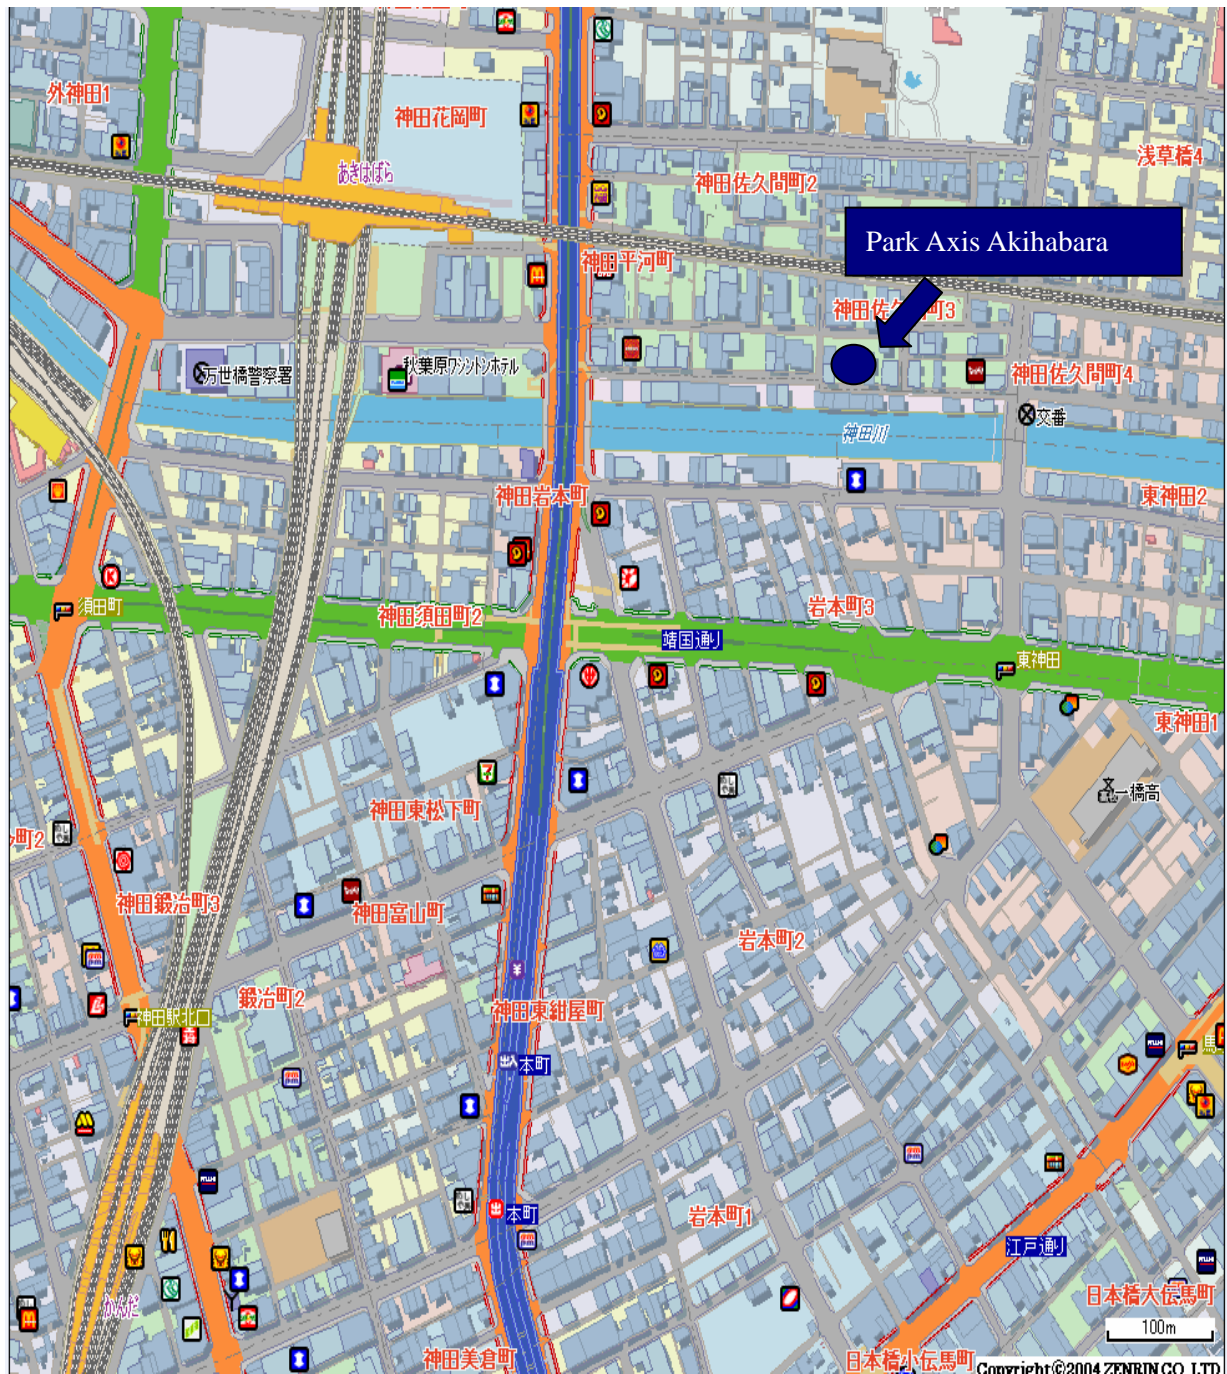 外神田1
神田花岡町
あきはばら
神田佐久間町2
浅草橋4
Park Axis Akihabara
神田平河町
神田佐久間町3
万世橋警察署
秋葉原ワシントンホテル
神田佐久間町4
交番
神田川
神田岩本町
東神田2
須田町
神田須田町2
岩本町3
靖国通り
東神田
東神田1
一橋高
神田東松下町
町2
神田鍛冶町3
神田富山町
岩本町2
鍛冶町2
神田東紺屋町
神田駅北口
馬
出入
本町
出
本町
岩本町1
江戸通り
かんだ
日本橋大伝馬町
100m
神田美倉町
日本橋小伝馬町
Copyright©2004 ZENRIN CO. LTD